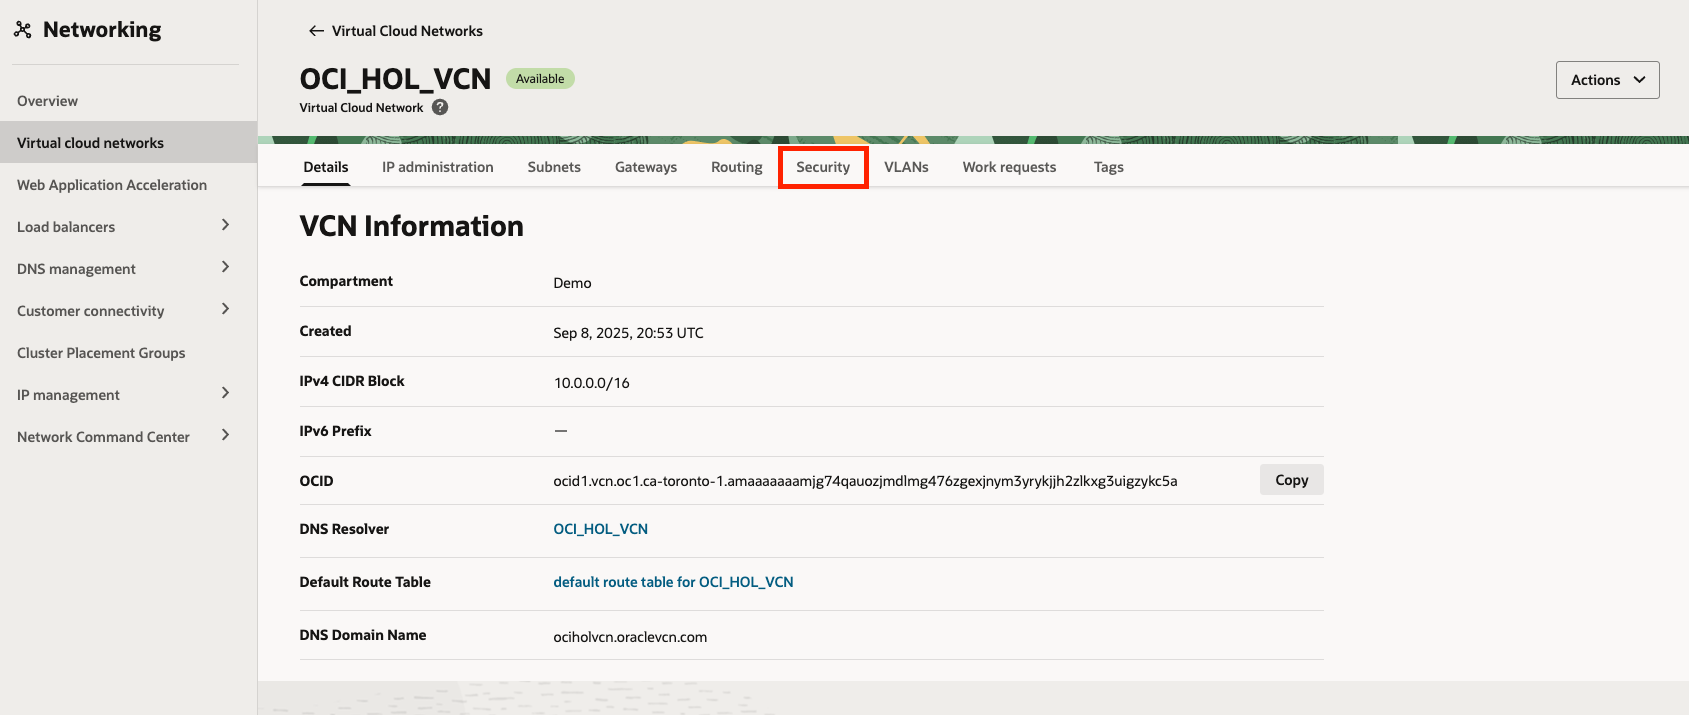 Networking
Overview
Virtual cloud networks
Web Application Acceleration
Load balancers
DNS management
Customer connectivity
Cluster Placement Groups
IP management
Network Command Center
← Virtual Cloud Networks
OCI_HOL_VCN Available
Virtual Cloud Network ?
Actions
Details IP administration Subnets Gateways Routing Security VLANs Work requests Tags
VCN Information
Compartment Demo
Created Sep 8, 2025, 20:53 UTC
IPv4 CIDR Block 10.0.0.0/16
IPv6 Prefix —
OCID ocid1.vcn.oc1.ca-toronto-1.amaaaaaaamjg74qauozjmdlmg476zgexjnym3yrykjjh2zlkxg3uigzykc5a Copy
DNS Resolver OCI_HOL_VCN
Default Route Table default route table for OCI_HOL_VCN
DNS Domain Name ociholvcn.oraclevcn.com